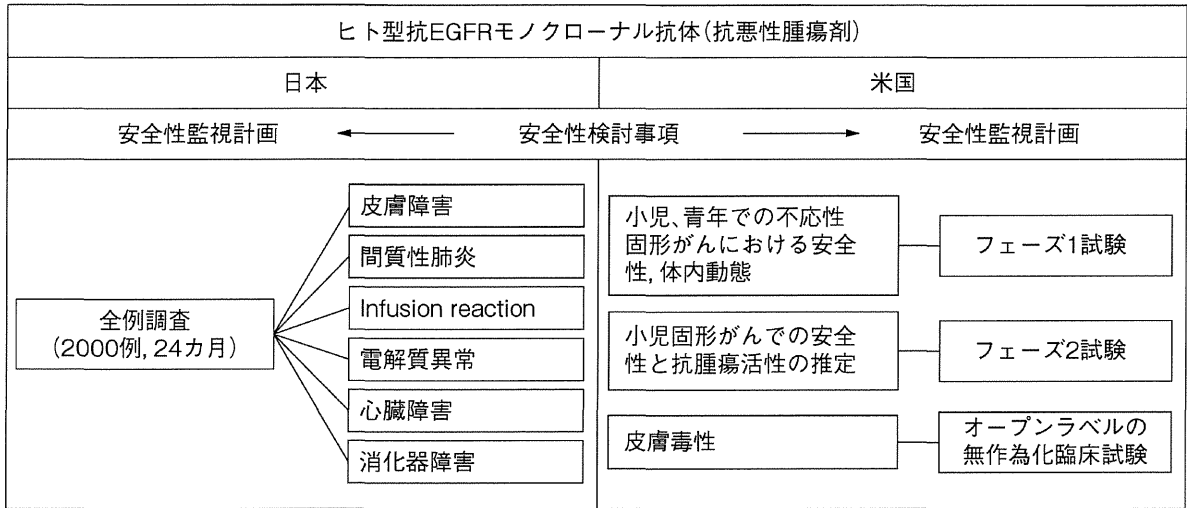 ヒト型抗EGFRモノクローナル抗体(抗悪性腫瘍剤)
日本
米国
安全性監視計画
安全性検討事項
安全性監視計画
全例調査
(2000例, 24カ月)
皮膚障害
間質性肺炎
Infusion reaction
電解質異常
心臓障害
消化器障害
小児、青年での不応性
固形がんにおける安全
性, 体内動態
フェーズ1試験
小児固形がんでの安全
性と抗腫瘍活性の推定
フェーズ2試験
皮膚毒性
オープンラベルの
無作為化臨床試験